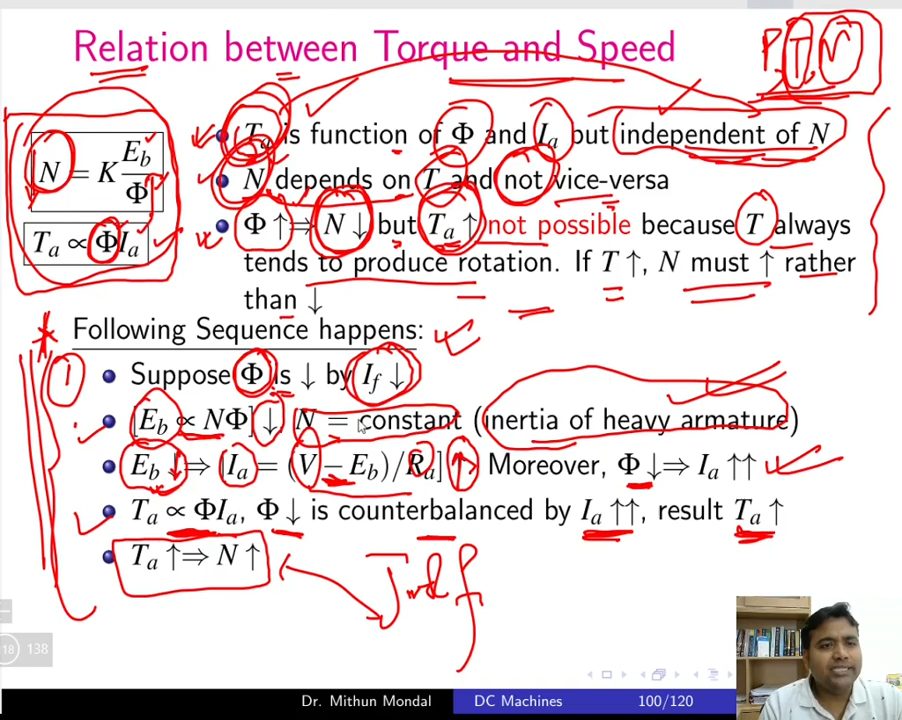 Relation between Torque and Speed
P T N
N = K E_b / Φ
T_a ∝ ΦI_a
T_a is function of Φ and I_a but independent of N
N depends on T and not vice-versa
Φ ↑⇒ N ↓ but T_a ↑ not possible because T always
tends to produce rotation. If T ↑, N must ↑ rather
than ↓
Following Sequence happens:
1
Suppose Φ is ↓ by I_f ↓
[E_b ∝ NΦ] ↓ [N = constant (inertia of heavy armature)
E_b ↓⇒ [I_a = (V − E_b)/R_a] ↑ Moreover, Φ ↓⇒ I_a ↑↑
T_a ∝ ΦI_a, Φ ↓ is counterbalanced by I_a ↑↑, result T_a ↑
T_a ↑⇒ N ↑
18 138
Dr. Mithun Mondal DC Machines 100/120